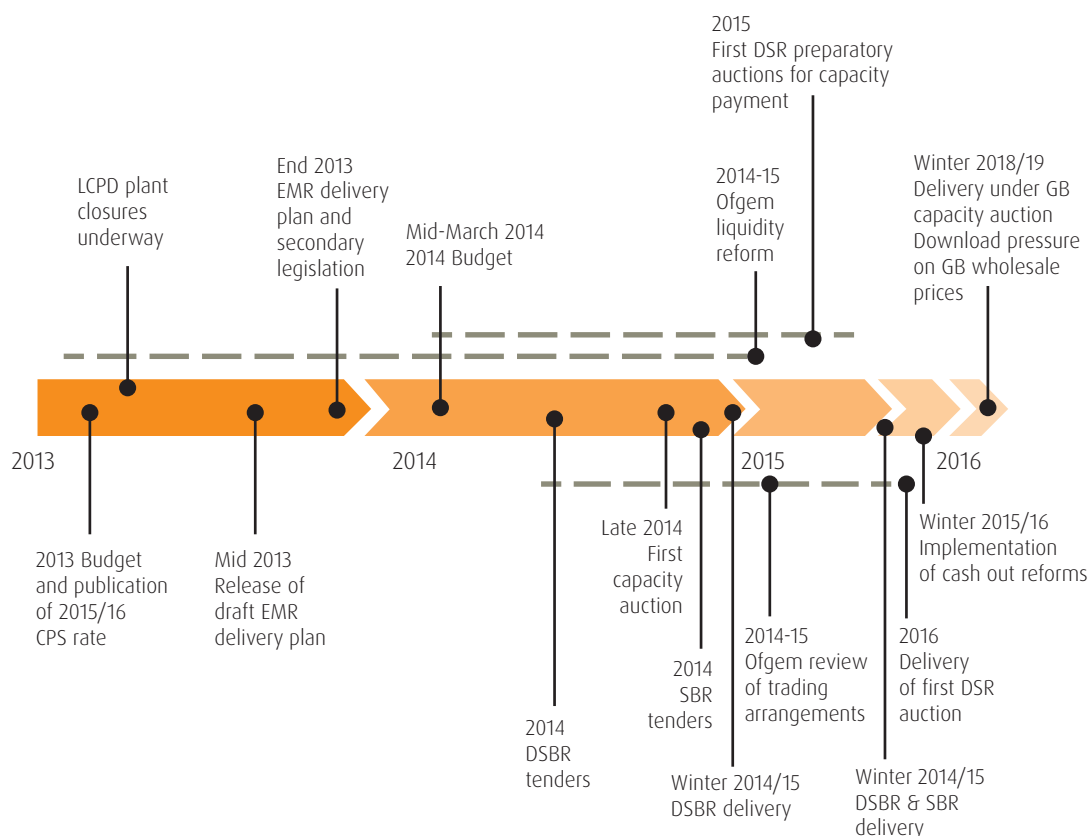 2015
First DSR preparatory
auctions for capacity
payment
End 2013
EMR delivery
plan and
secondary
legislation
LCPD plant
closures
underway
Mid-March 2014
2014 Budget
2014-15
Ofgem
liquidity
reform
Winter 2018/19
Delivery under GB
capacity auction
Download pressure
on GB wholesale
prices
2013
2014
2015
2016
2013 Budget
and publication
of 2015/16
CPS rate
Mid 2013
Release of
draft EMR
delivery plan
2014
DSBR
tenders
Late 2014
First
capacity
auction
2014
SBR
tenders
Winter 2014/15
DSBR delivery
2014-15
Ofgem review
of trading
arrangements
Winter 2014/15
DSBR & SBR
delivery
2016
Delivery
of first DSR
auction
Winter 2015/16
Implementation
of cash out reforms